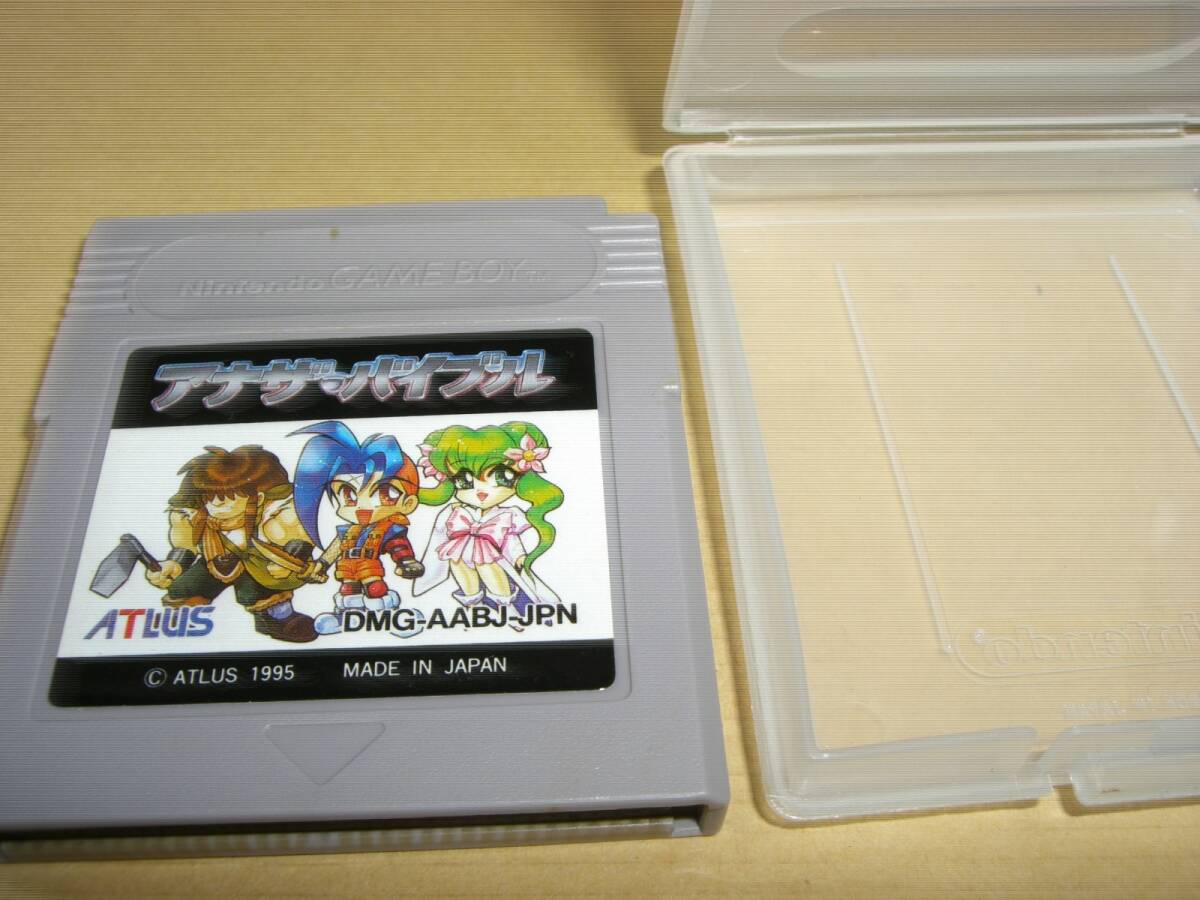 Nintendo GAME BOY TM
アナザ・バイブル
ATLUS
DMG-AABJ-JPN
© ATLUS 1995 MADE IN JAPAN
Nintendo